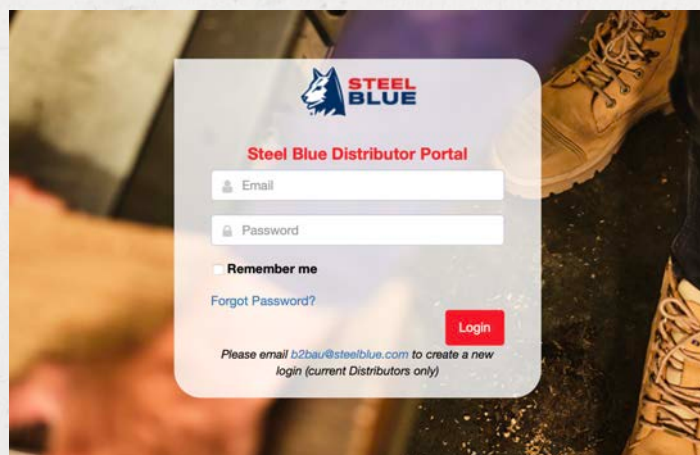 STEEL
BLUE
Steel Blue Distributor Portal
Email
Password
Remember me
Forgot Password?
Login
Please email b2bau@steelblue.com to create a new
login (current Distributors only)